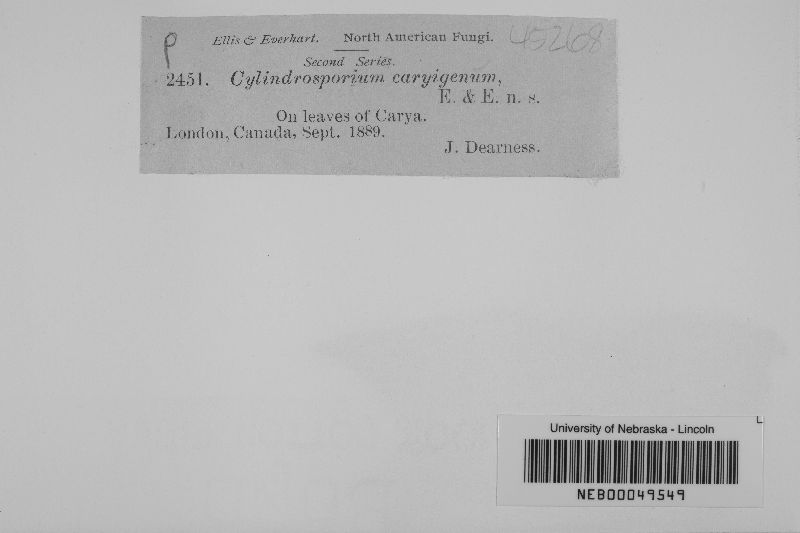 P Ellis & Everhart. North American Fungi. 45268
Second Series.
2451. Cylindrosporium caryigenum,
E. & E. n. s.
On leaves of Carya.
London, Canada, Sept. 1889.
J. Dearness.
University of Nebraska - Lincoln
NEB00049549